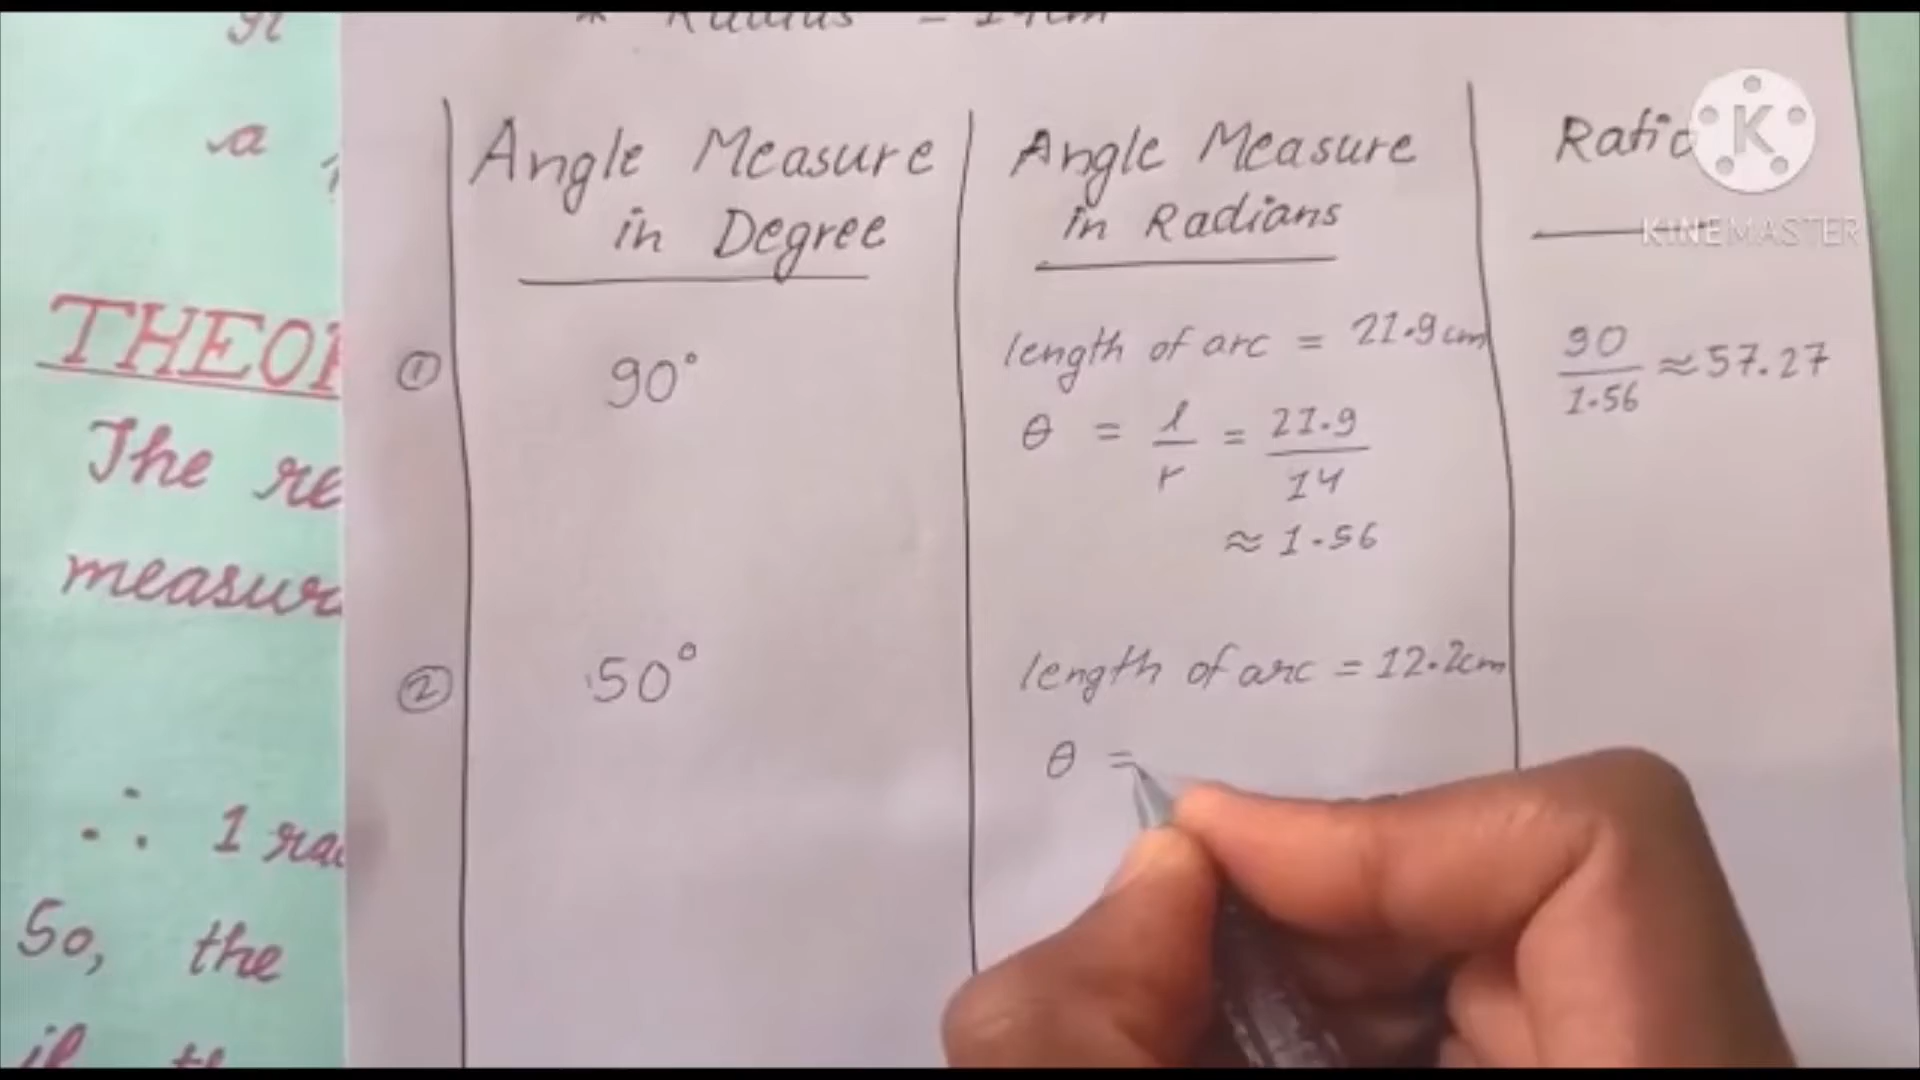 * Radius = 14cm
a
THEO
The re
measur
∴ 1 ra
So, the
Angle Measure in Degree
Angle Measure in Radians
Ratio
K
KINEMASTER
① 90°
length of arc = 21.9cm
θ = l/r = 21.9/14
≈ 1.56
90/1.56 ≈ 57.27
② 50°
length of arc = 12.2cm
θ =